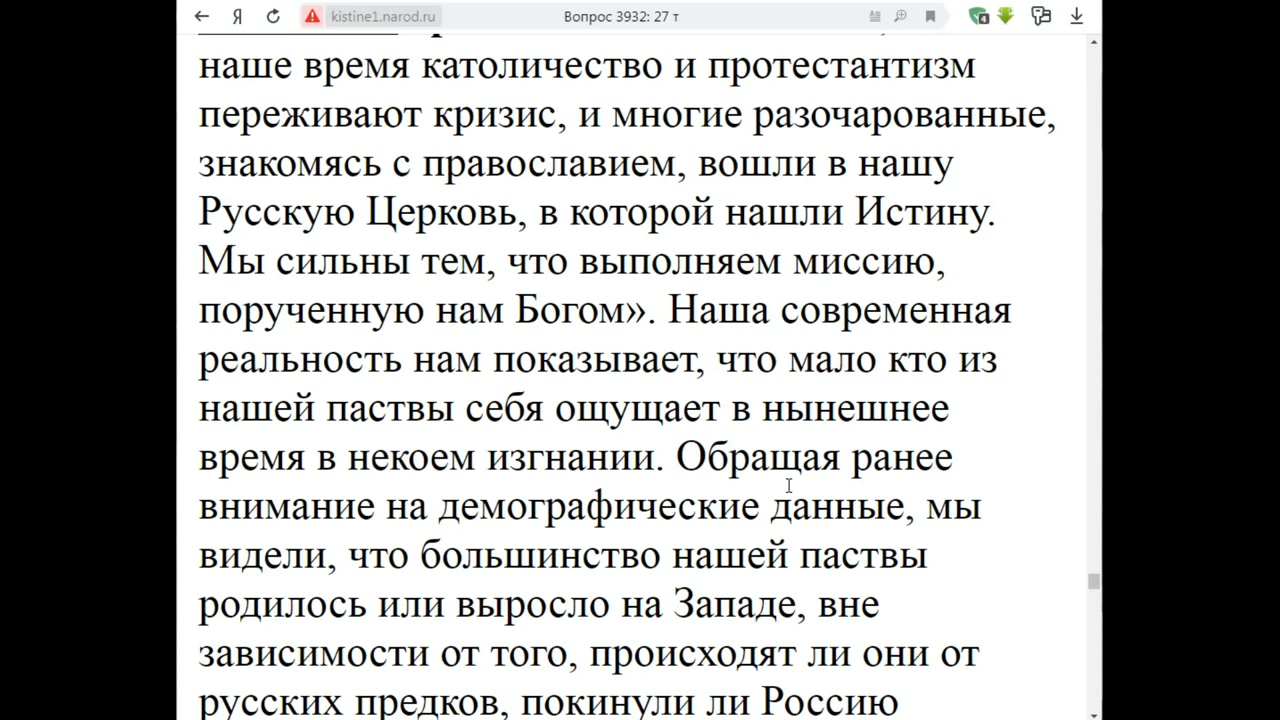 Я kistine1.narod.ru Вопрос 3932: 27 т 4
наше время католичество и протестантизм
переживают кризис, и многие разочарованные,
знакомясь с православием, вошли в нашу
Русскую Церковь, в которой нашли Истину.
Мы сильны тем, что выполняем миссию,
порученную нам Богом». Наша современная
реальность нам показывает, что мало кто из
нашей паствы себя ощущает в нынешнее
время в некоем изгнании. Обращая ранее
внимание на демографические данные, мы
видели, что большинство нашей паствы
родилось или выросло на Западе, вне
зависимости от того, происходят ли они от
русских предков, покинули ли Россию